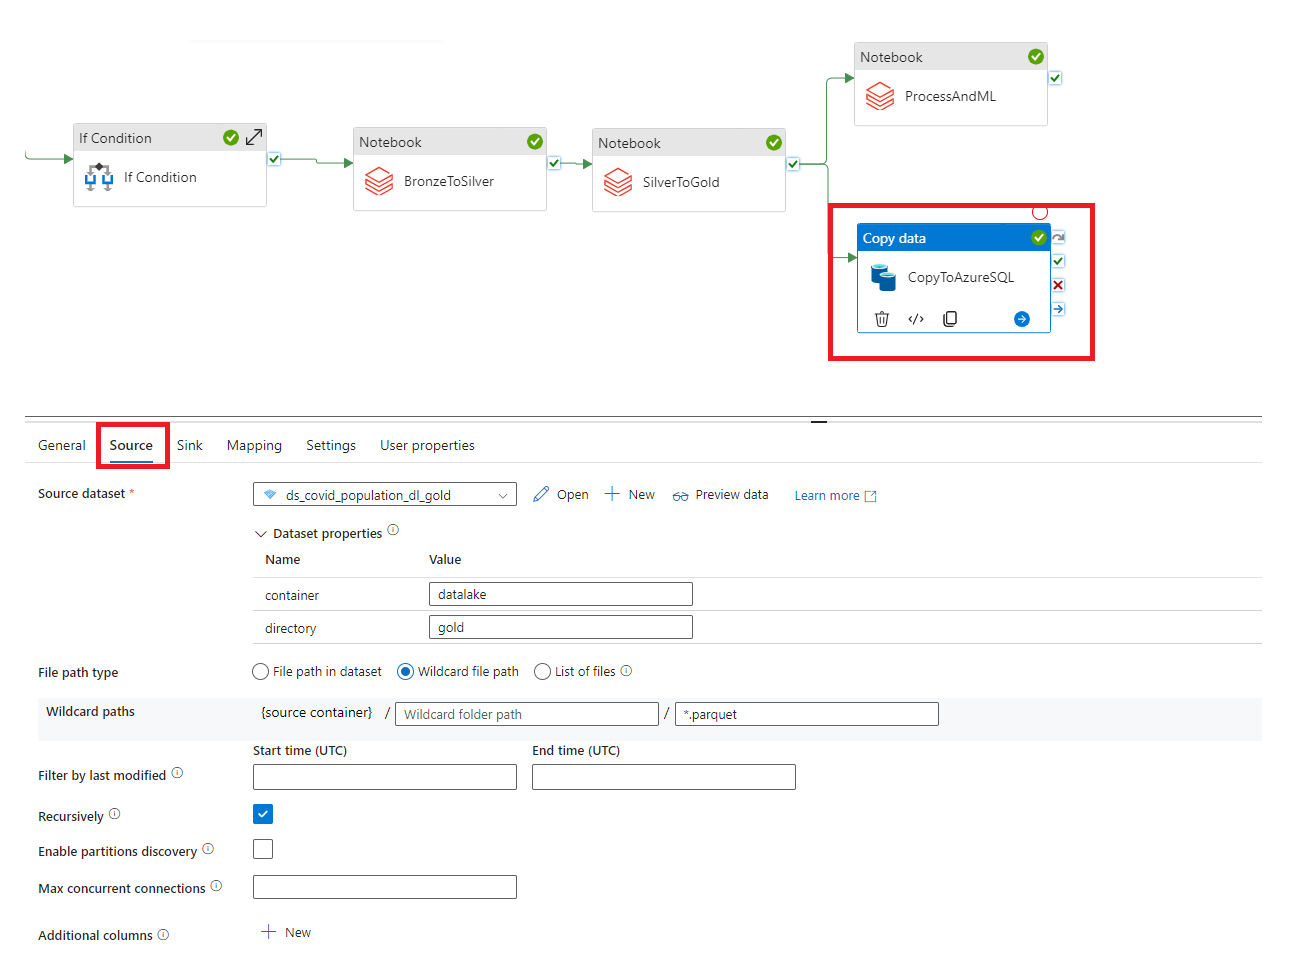 Notebook
ProcessAndML
If Condition
If Condition
Notebook
BronzeToSilver
Notebook
SilverToGold
Copy data
CopyToAzureSQL
General Source Sink Mapping Settings User properties
Source dataset * ds_covid_population_dl_gold Open New Preview data Learn more
Dataset properties
Name Value
container datalake
directory gold
File path type File path in dataset Wildcard file path List of files
Wildcard paths {source container} / Wildcard folder path / *.parquet
Start time (UTC) End time (UTC)
Filter by last modified
Recursively
Enable partitions discovery
Max concurrent connections
Additional columns New